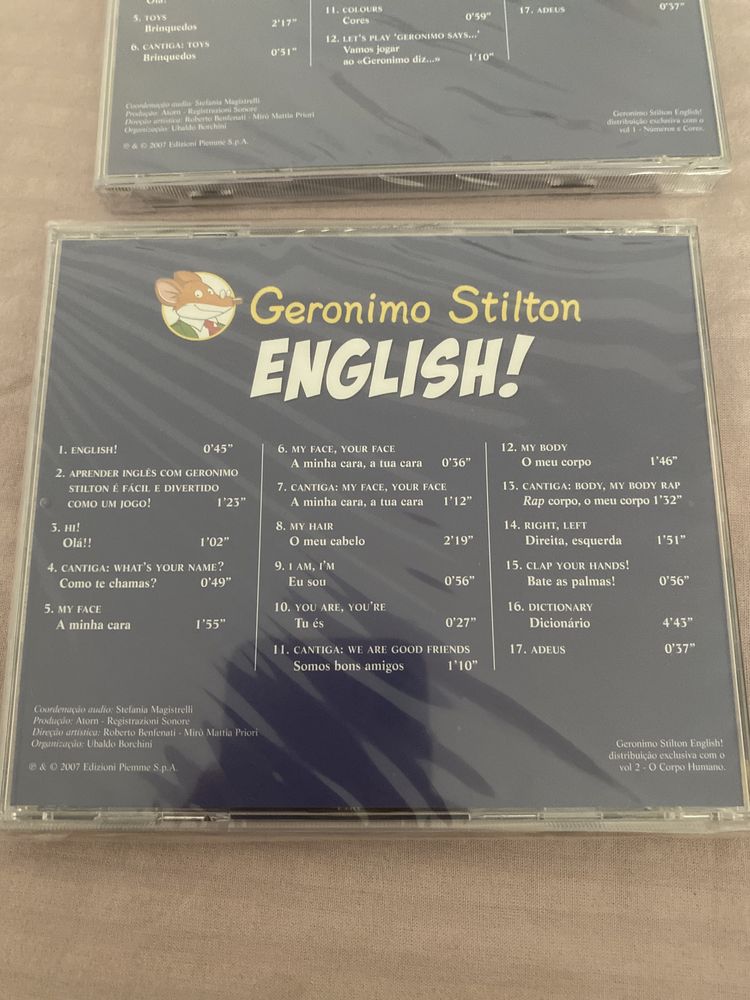 5. TOYS
Brinquedos 2'17"
6. CANTIGA: TOYS
Brinquedos 0'51"
11. COLOURS
Cores 0'59"
12. LET'S PLAY 'GERONIMO SAYS...'
Vamos jogar
ao «Geronimo diz...» 1'10"
17. ADEUS 0'37"
Coordenação audio: Stefania Magistrelli
Produção: Atorn - Registrazioni Sonore
Direção artística: Roberto Benfenati - Mirò Mattia Priori
Organização: Ubaldo Borchini
℗ & © 2007 Edizioni Piemme S.p.A.
Geronimo Stilton English!
distribuição exclusiva com o
vol 1 - Números e Cores.
Geronimo Stilton
ENGLISH!
1. ENGLISH! 0'45"
2. APRENDER INGLÊS COM GERONIMO
STILTON É FÁCIL E DIVERTIDO
COMO UM JOGO! 1'23"
3. HI!
Olá!! 1'02"
4. CANTIGA: WHAT'S YOUR NAME?
Como te chamas? 0'49"
5. MY FACE
A minha cara 1'55"
6. MY FACE, YOUR FACE
A minha cara, a tua cara 0'36"
7. CANTIGA: MY FACE, YOUR FACE
A minha cara, a tua cara 1'12"
8. MY HAIR
O meu cabelo 2'19"
9. I AM, I'M
Eu sou 0'56"
10. YOU ARE, YOU'RE
Tu és 0'27"
11. CANTIGA: WE ARE GOOD FRIENDS
Somos bons amigos 1'10"
12. MY BODY
O meu corpo 1'46"
13. CANTIGA: BODY, MY BODY RAP
Rap corpo, o meu corpo 1'32"
14. RIGHT, LEFT
Direita, esquerda 1'51"
15. CLAP YOUR HANDS!
Bate as palmas! 0'56"
16. DICTIONARY
Dicionário 4'43"
17. ADEUS 0'37"
Coordenação audio: Stefania Magistrelli
Produção: Atorn - Registrazioni Sonore
Direção artística: Roberto Benfenati - Mirò Mattia Priori
Organização: Ubaldo Borchini
℗ & © 2007 Edizioni Piemme S.p.A.
Geronimo Stilton English!
distribuição exclusiva com o
vol 2 - O Corpo Humano.